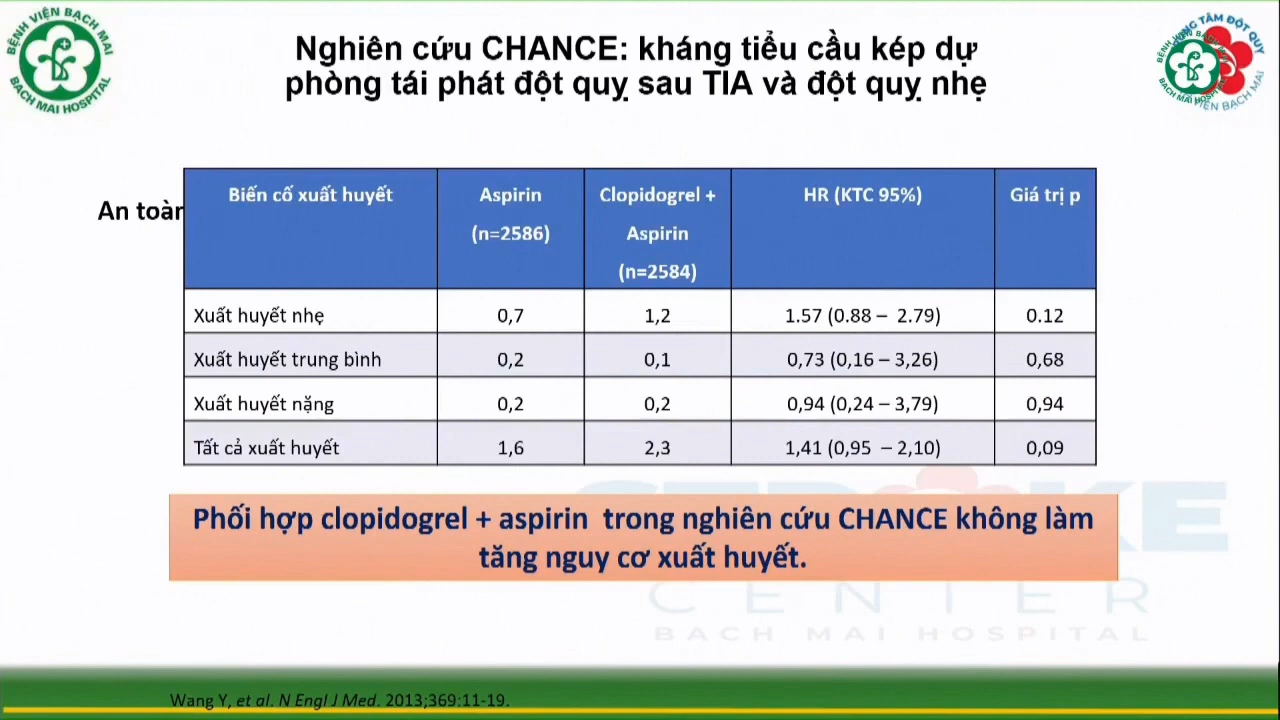 BỆNH VIỆN BẠCH MAI
BACH MAI HOSPITAL
Nghiên cứu CHANCE: kháng tiểu cầu kép dự
phòng tái phát đột quỵ sau TIA và đột quỵ nhẹ
An toàn
Biến cố xuất huyết
Aspirin
(n=2586)
Clopidogrel +
Aspirin
(n=2584)
HR (KTC 95%)
Giá trị p
Xuất huyết nhẹ 0,7 1,2 1.57 (0.88 – 2.79) 0.12
Xuất huyết trung bình 0,2 0,1 0,73 (0,16 – 3,26) 0,68
Xuất huyết nặng 0,2 0,2 0,94 (0,24 – 3,79) 0,94
Tất cả xuất huyết 1,6 2,3 1,41 (0,95 – 2,10) 0,09
Phối hợp clopidogrel + aspirin trong nghiên cứu CHANCE không làm
tăng nguy cơ xuất huyết.
CENTER
BACH MAI HOSPITAL
Wang Y, et al. N Engl J Med. 2013;369:11-19.